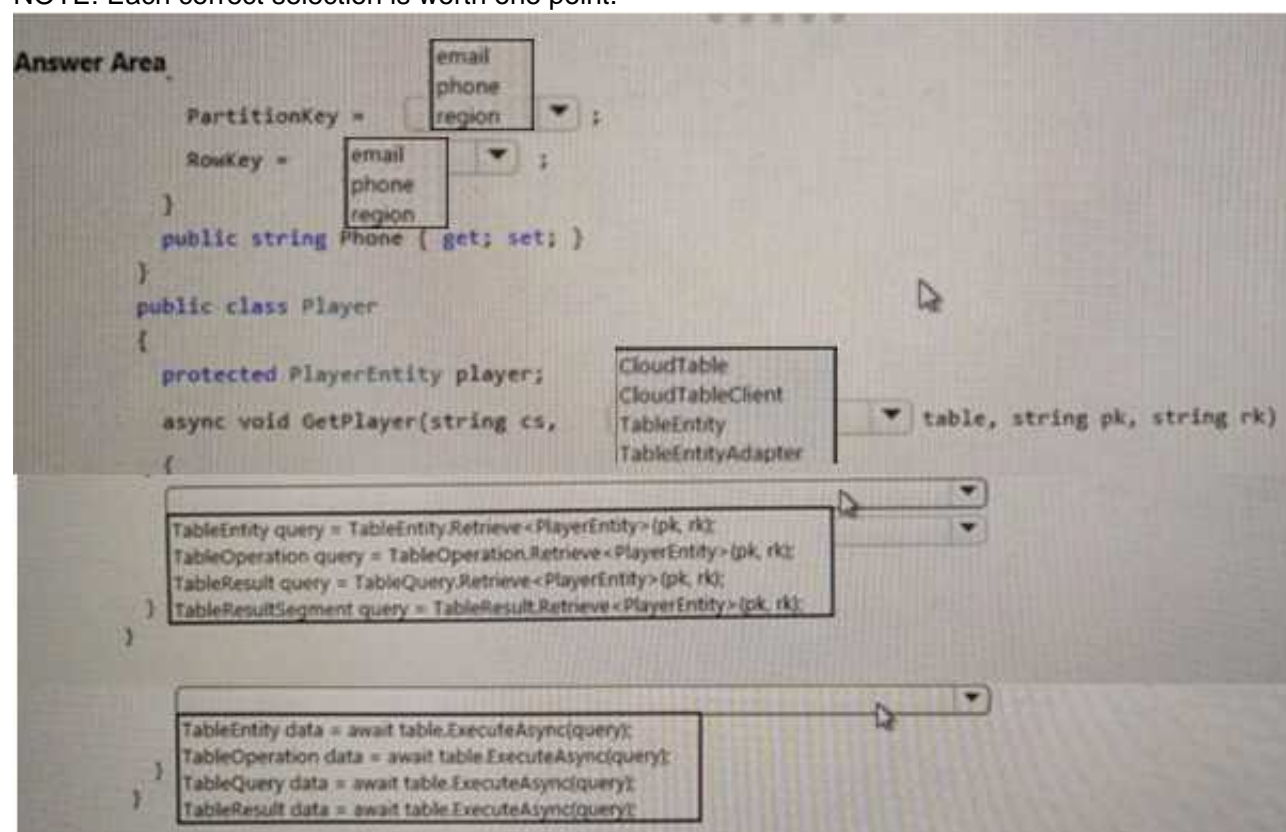 NOTE: Each correct selection is worth one point.
Answer Area
email
phone
PartitionKey = region ;
RowKey = email ;
phone
}
region
public string Phone { get; set; }
}
public class Player
{
protected PlayerEntity player;
CloudTable
CloudTableClient
async void GetPlayer(string cs, TableEntity table, string pk, string rk)
TableEntityAdapter
{
TableEntity query = TableEntity.Retrieve<PlayerEntity>(pk, rk);
TableOperation query = TableOperation.Retrieve<PlayerEntity>(pk, rk);
TableResult query = TableQuery.Retrieve<PlayerEntity>(pk, rk);
} TableResultSegment query = TableResult.Retrieve<PlayerEntity>(pk, rk);
}
TableEntity data = await table.ExecuteAsync(query);
} TableOperation data = await table.ExecuteAsync(query);
TableQuery data = await table.ExecuteAsync(query);
} TableResult data = await table.ExecuteAsync(query);